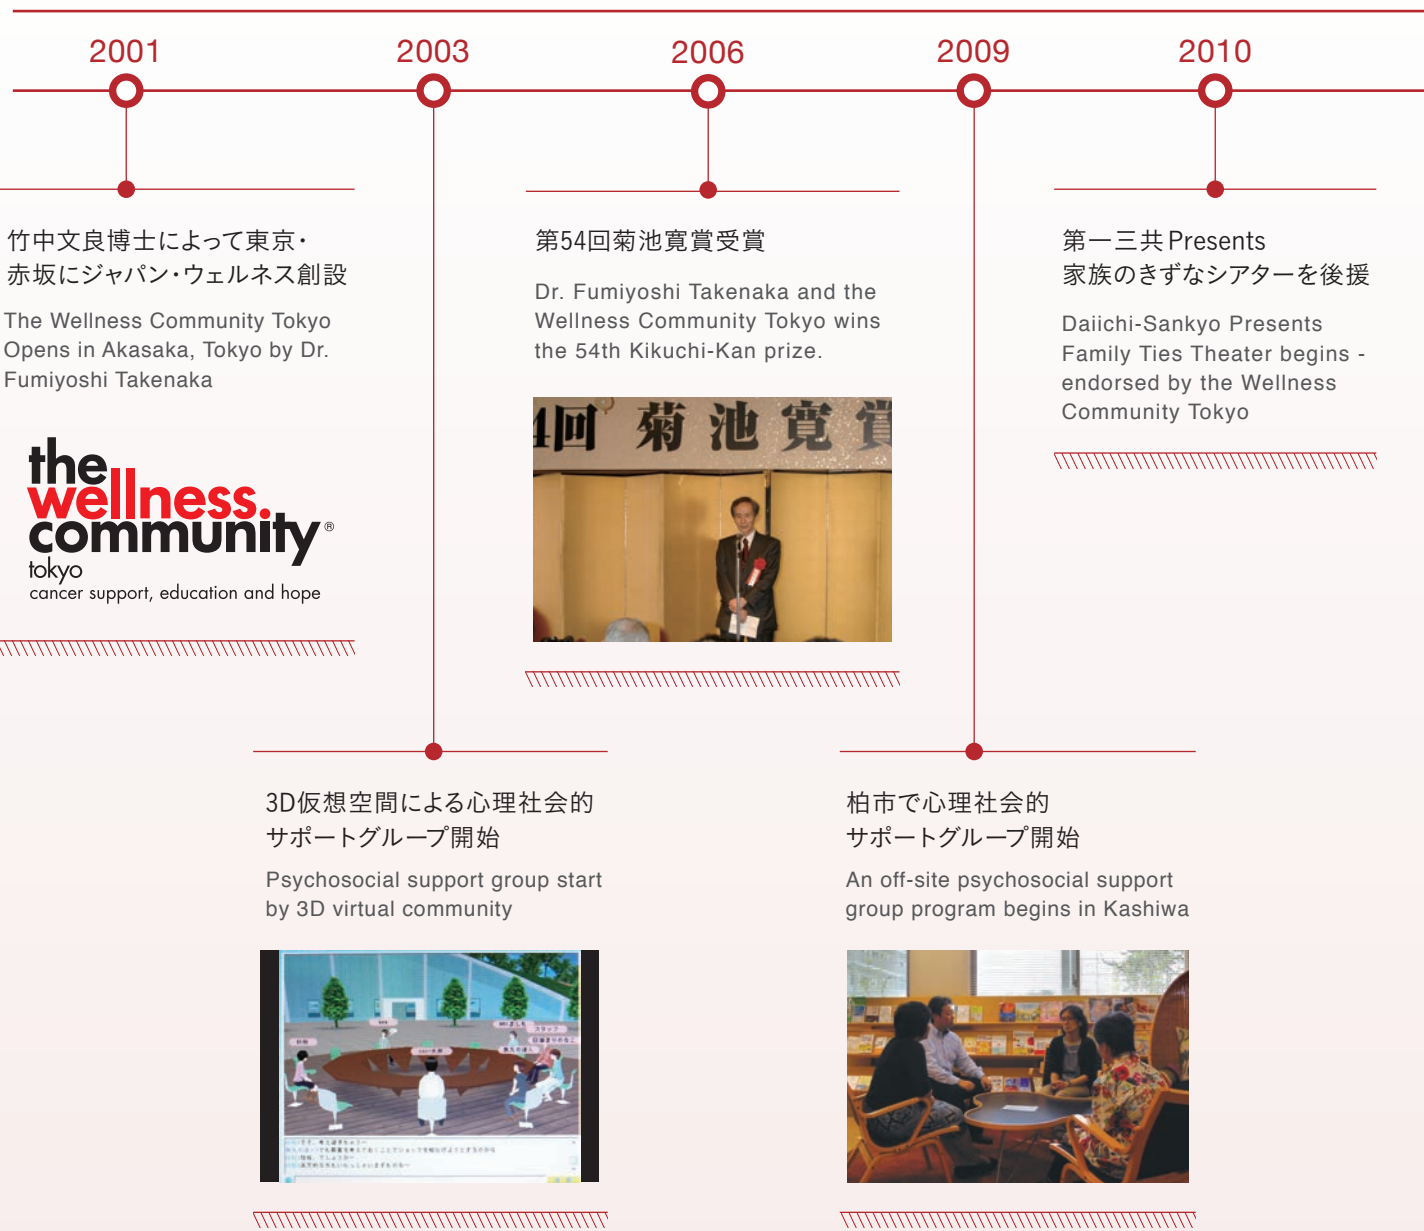 2001
2003
2006
2009
2010
竹中文良博士によって東京・
赤坂にジャパン・ウェルネス創設
The Wellness Community Tokyo
Opens in Akasaka, Tokyo by Dr.
Fumiyoshi Takenaka
the
wellness.
community®
tokyo
cancer support, education and hope
第54回菊池寛賞受賞
Dr. Fumiyoshi Takenaka and the
Wellness Community Tokyo wins
the 54th Kikuchi-Kan prize.
4回 菊池寛賞
第一三共 Presents
家族のきずなシアターを後援
Daiichi-Sankyo Presents
Family Ties Theater begins -
endorsed by the Wellness
Community Tokyo
3D仮想空間による心理社会的
サポートグループ開始
Psychosocial support group start
by 3D virtual community
スタッフ
柏市で心理社会的
サポートグループ開始
An off-site psychosocial support
group program begins in Kashiwa